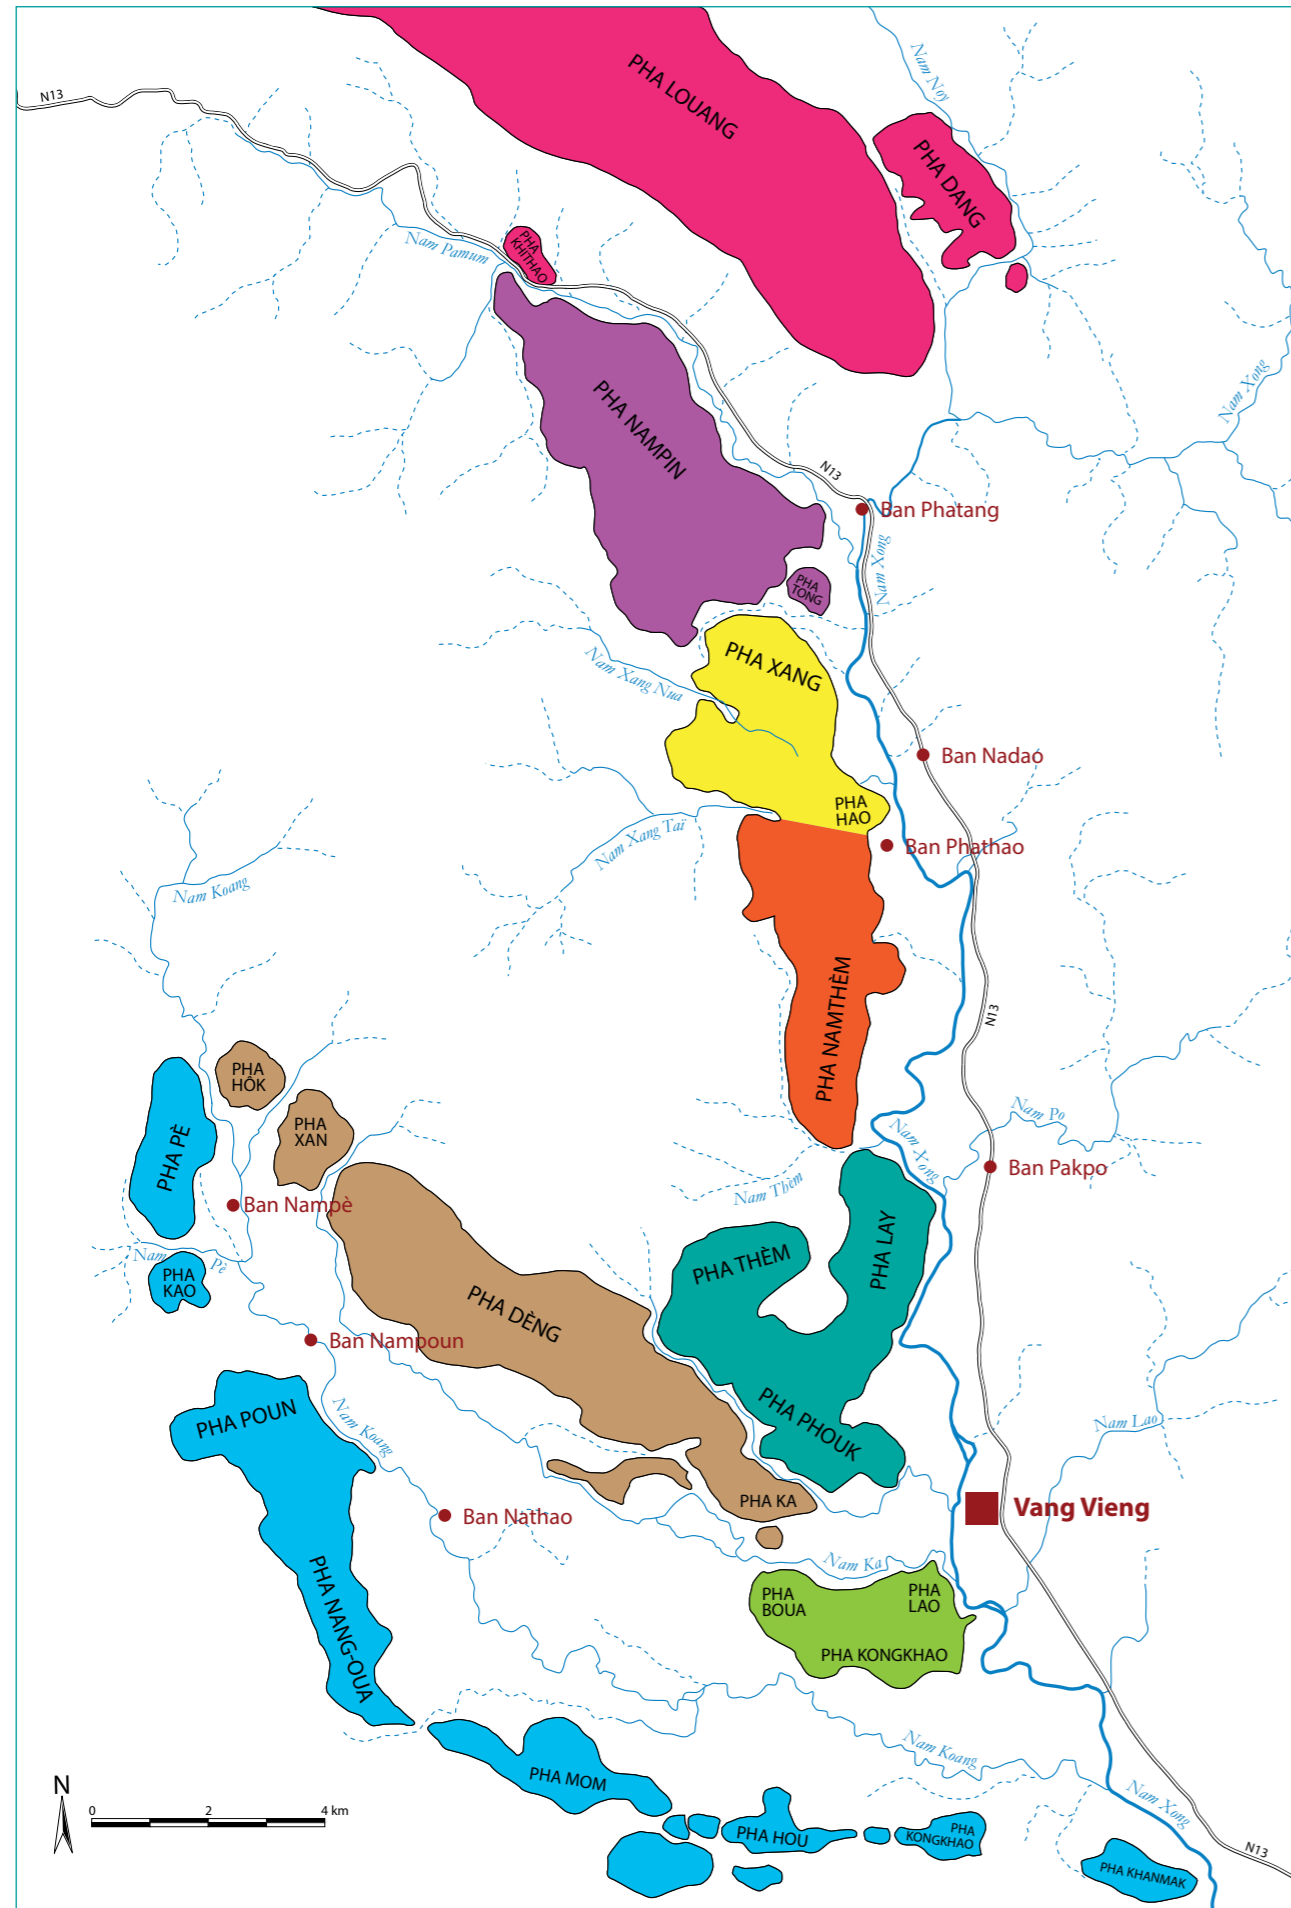 N13
PHA LOUANG
Nam Noy
PHA DANG
Nam Pamum
PHA
KHITHAO
Nam Xong
PHA NAMPIN
N13
Ban Phatang
Nam Xong
PHA
TONG
PHA XANG
Nam Xang Nua
Ban Nadao
PHA
HAO
Nam Xang Taï
Ban Phathao
Nam Koang
PHA NAMTHÈM
N13
PHA
HÔK
PHA
XAN
Nam Po
PHA PÈ
Nam Xong
Ban Pakpo
Nam Thèm
Ban Nampè
PHA LAY
Nam Pè
PHA THÈM
PHA
KAO
PHA DÈNG
Ban Nampoun
PHA POUN
Nam Koang
PHA PHOUK
Nam Lao
PHA KA
Vang Vieng
Ban Nathao
Nam Ka
PHA
BOUA
PHA
LAO
PHA NANG-OUA
PHA KONGKHAO
Nam Koang
PHA MOM
N
0 2 4 km
Nam Xong
PHA HOU
PHA
KONGKHAO
N13
PHA KHANMAK